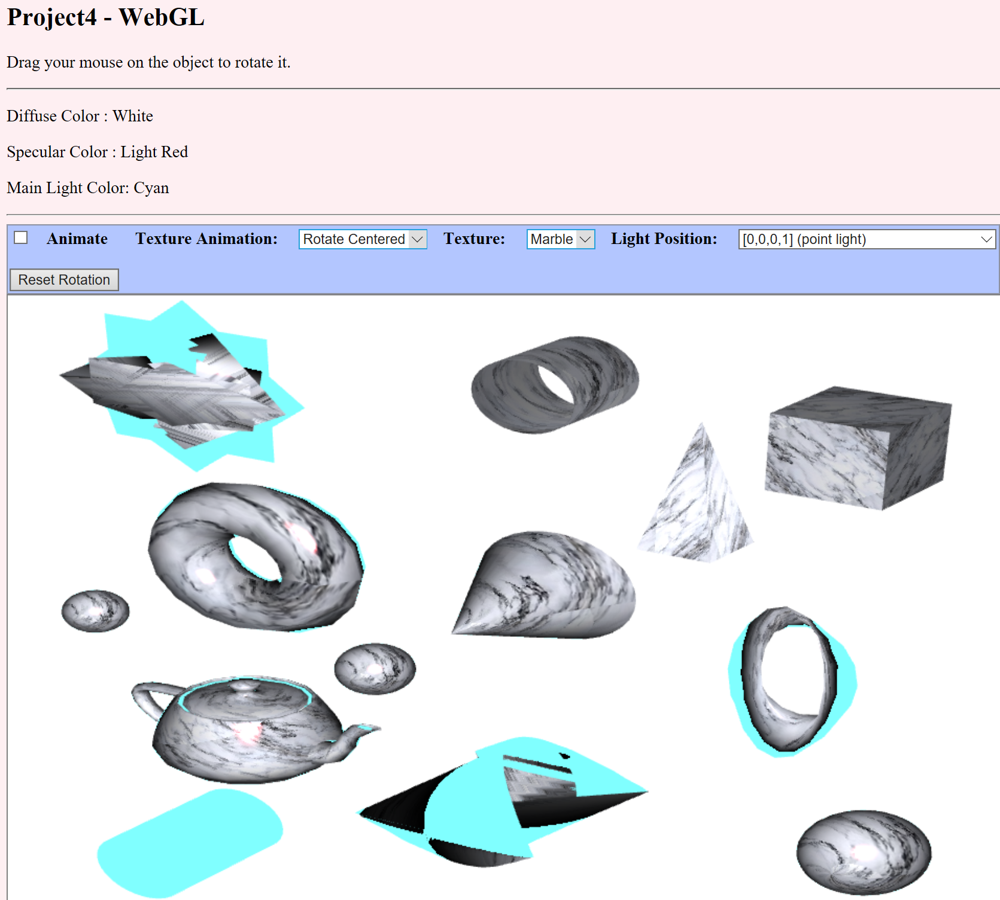 Project4 - WebGL
Drag your mouse on the object to rotate it.
Diffuse Color : White
Specular Color : Light Red
Main Light Color: Cyan
Animate Texture Animation: Rotate Centered Texture: Marble Light Position: [0,0,0,1] (point light)
Reset Rotation